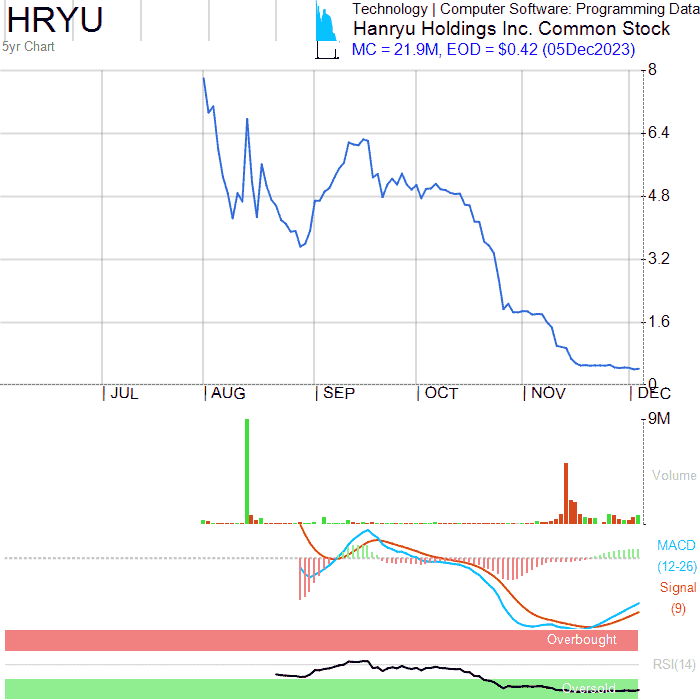 HRYU
5yr Chart
Technology | Computer Software: Programming Data
Hanryu Holdings Inc. Common Stock
MC = 21.9M, EOD = $0.42 (05Dec2023)
8
6.4
4.8
3.2
1.6
0
JUL AUG SEP OCT NOV DEC
9M
Volume
MACD
(12-26)
Signal
(9)
Overbought
RSI(14)
Oversold